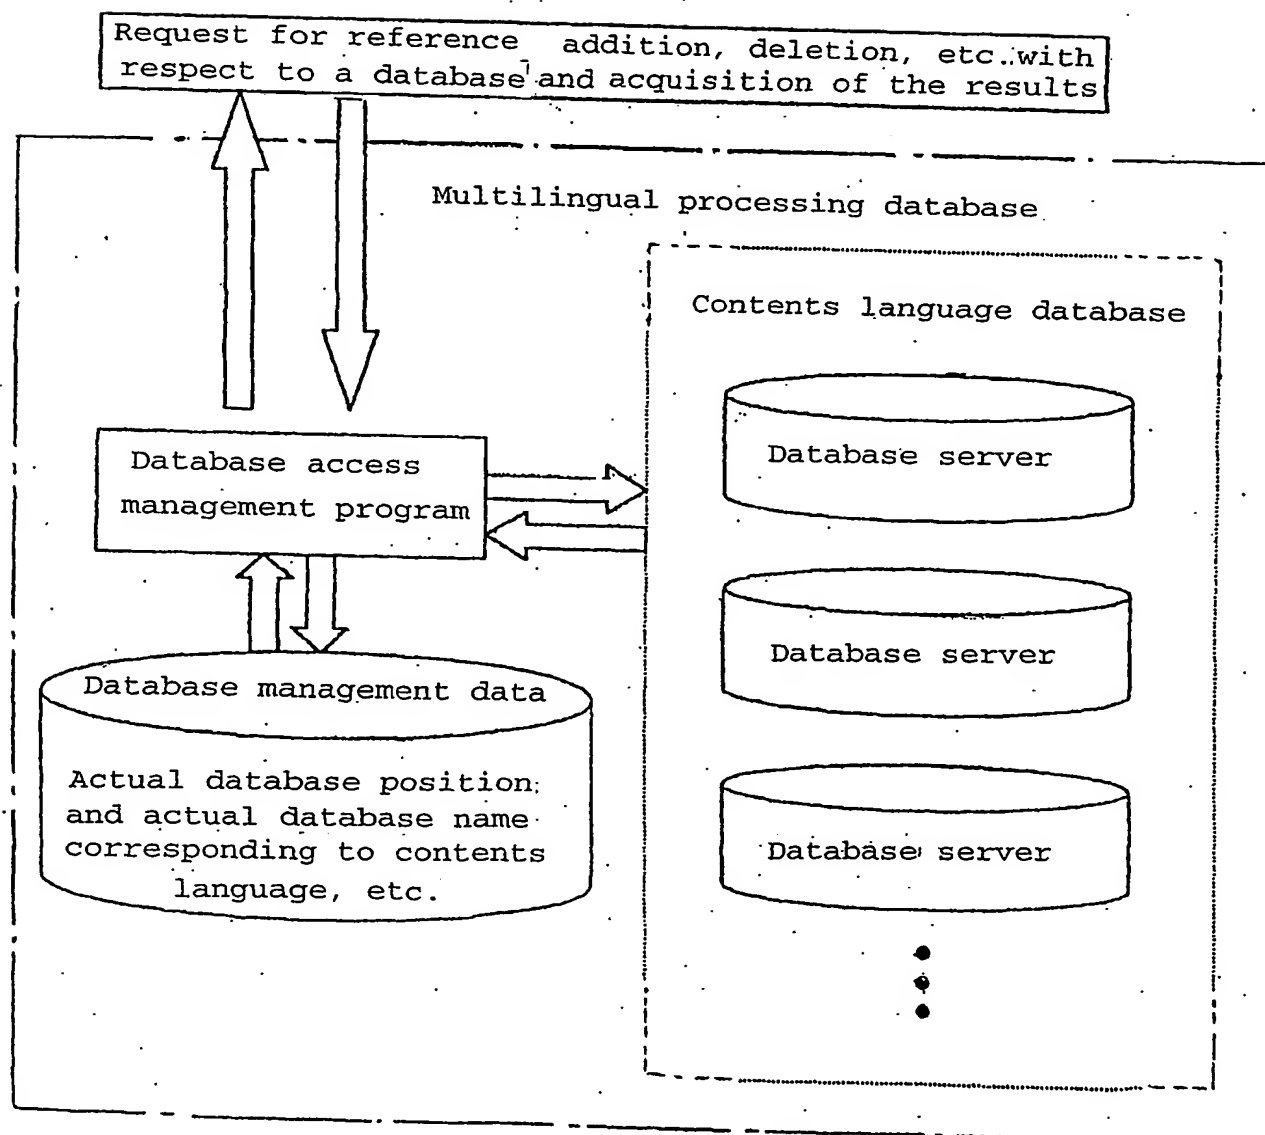 Request for reference addition, deletion, etc. with
respect to a database and acquisition of the results
Multilingual processing database
Contents language database
Database server
Database access
management program
Database server
Database management data
Actual database position
and actual database name
corresponding to contents
language, etc.
Database server